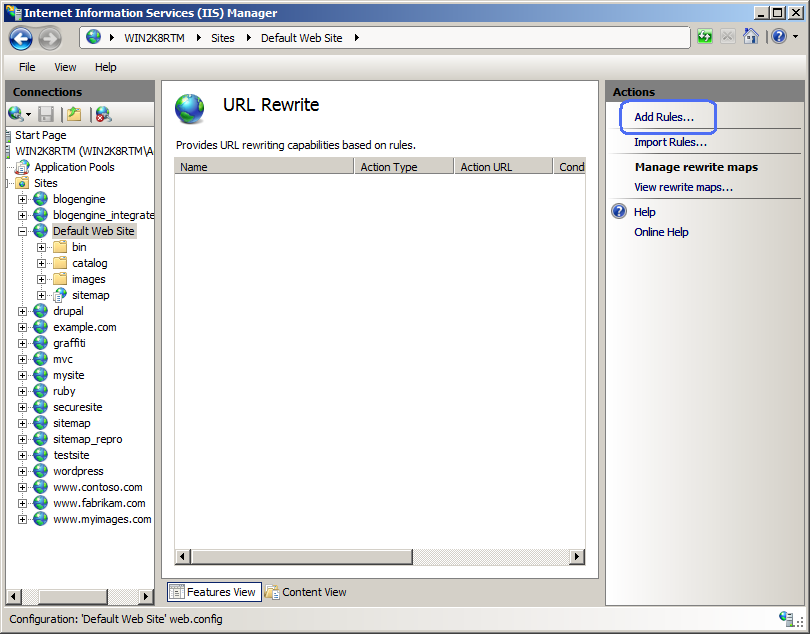 Internet Information Services (IIS) Manager
WIN2K8RTM Sites Default Web Site
File View Help
Connections
Start Page
WIN2K8RTM (WIN2K8RTM\A
Application Pools
Sites
blogengine
blogengine_integrate
Default Web Site
bin
catalog
images
sitemap
drupal
example.com
graffiti
mvc
mysite
ruby
securesite
sitemap
sitemap_repro
testsite
wordpress
www.contoso.com
www.fabrikam.com
www.myimages.com
URL Rewrite
Provides URL rewriting capabilities based on rules.
Name Action Type Action URL Cond
Features View Content View
Actions
Add Rules...
Import Rules...
Manage rewrite maps
View rewrite maps...
Help
Online Help
Configuration: 'Default Web Site' web.config